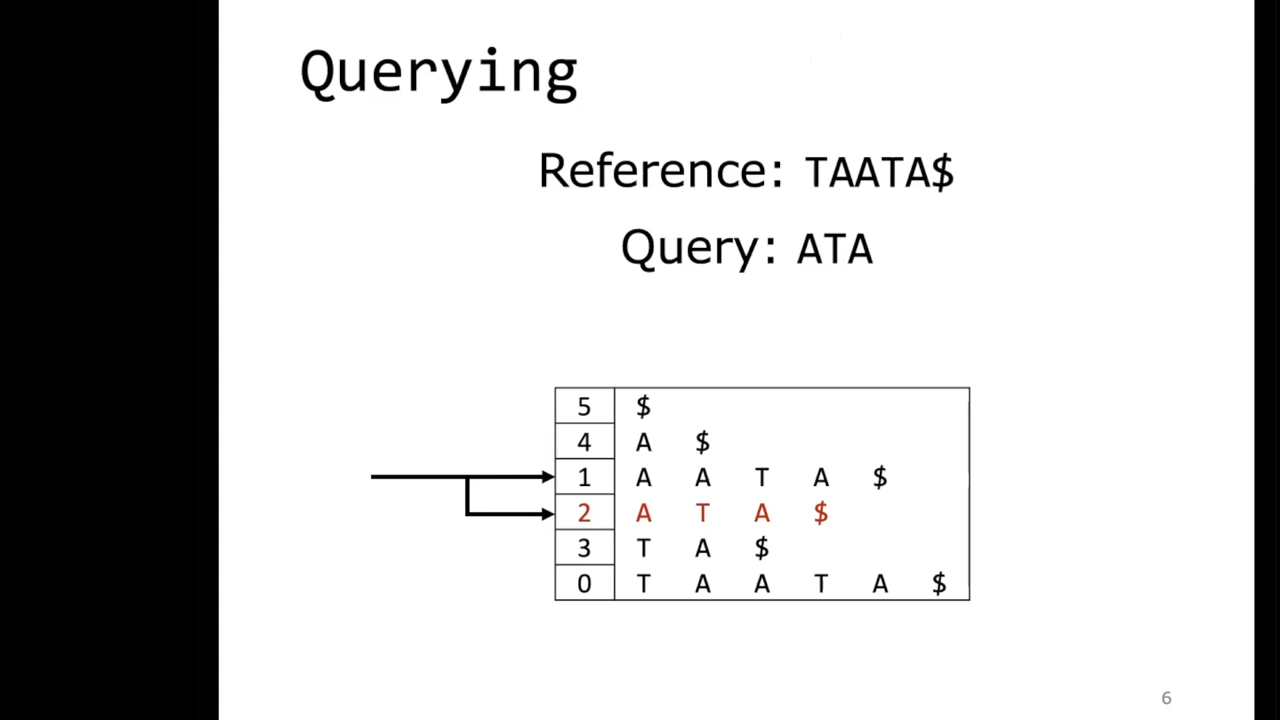 Querying
Reference: TAATA$
Query: ATA
5 $
4 A $
1 A A T A $
2 A T A $
3 T A $
0 T A A T A $
6